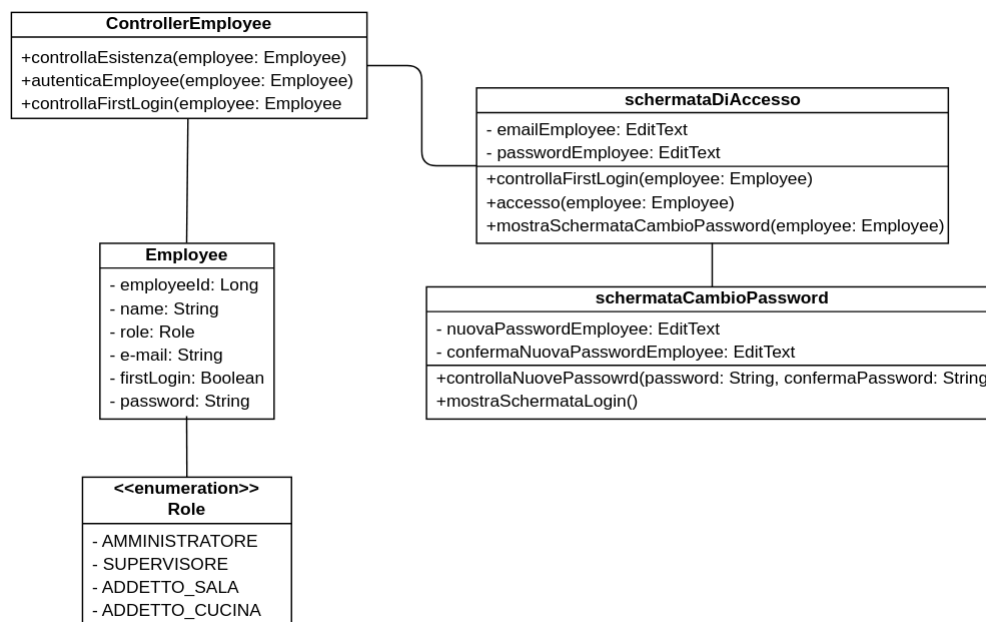 ControllerEmployee
+controllaEsistenza(employee: Employee)
+autenticaEmployee(employee: Employee)
+controllaFirstLogin(employee: Employee
schermataDiAccesso
- emailEmployee: EditText
- passwordEmployee: EditText
+controllaFirstLogin(employee: Employee)
+accesso(employee: Employee)
+mostraSchermataCambioPassword(employee: Employee)
Employee
- employeeId: Long
- name: String
- role: Role
- e-mail: String
- firstLogin: Boolean
- password: String
schermataCambioPassword
- nuovaPasswordEmployee: EditText
- confermaNuovaPasswordEmployee: EditText
+controllaNuovePassowrd(password: String, confermaPassword: String
+mostraSchermataLogin()
<<enumeration>>
Role
- AMMINISTRATORE
- SUPERVISORE
- ADDETTO_SALA
- ADDETTO_CUCINA